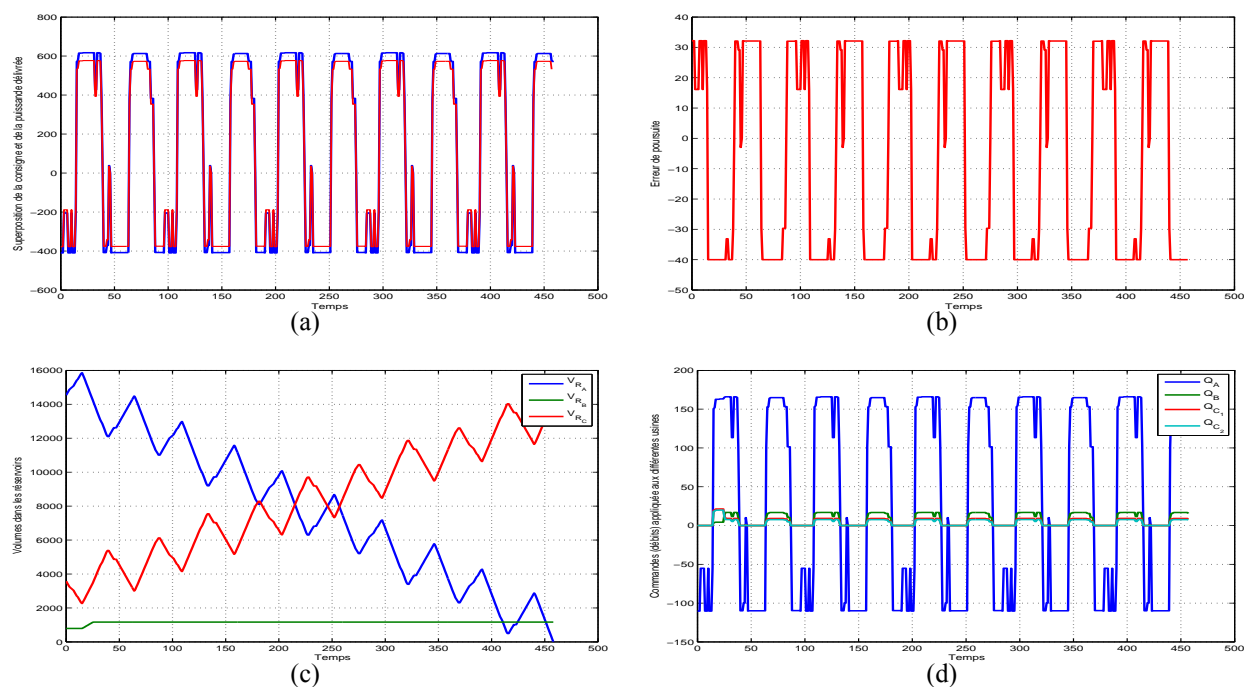 Superposition de la consigne et de la puissande délivrée
800
600
400
200
0
−200
−400
−600
0 50 100 150 200 250 300 350 400 450 500
Temps
(a)
Erreur de poursuite
40
30
20
10
0
−10
−20
−30
−40
−50
0 50 100 150 200 250 300 350 400 450 500
Temps
(b)
Volumes dans les réservoirs
16000
14000
12000
10000
8000
6000
4000
2000
0
0 50 100 150 200 250 300 350 400 450 500
Temps
V_{R_A}
V_{R_B}
V_{R_C}
(c)
Commandes (débits) appliquée aux différentes usines
200
150
100
50
0
−50
−100
−150
0 50 100 150 200 250 300 350 400 450 500
Temps
Q_A
Q_B
Q_{C_1}
Q_{C_2}
(d)